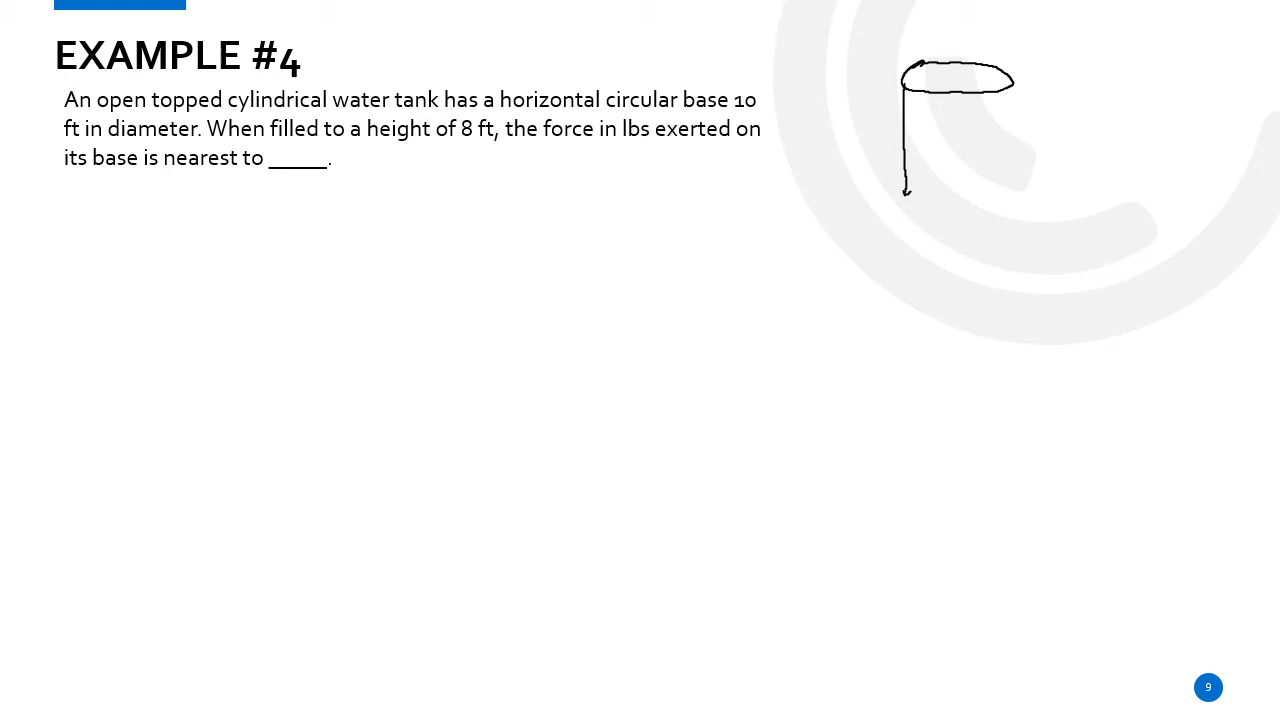 EXAMPLE #4
An open topped cylindrical water tank has a horizontal circular base 10
ft in diameter. When filled to a height of 8 ft, the force in lbs exerted on
its base is nearest to _____.
9